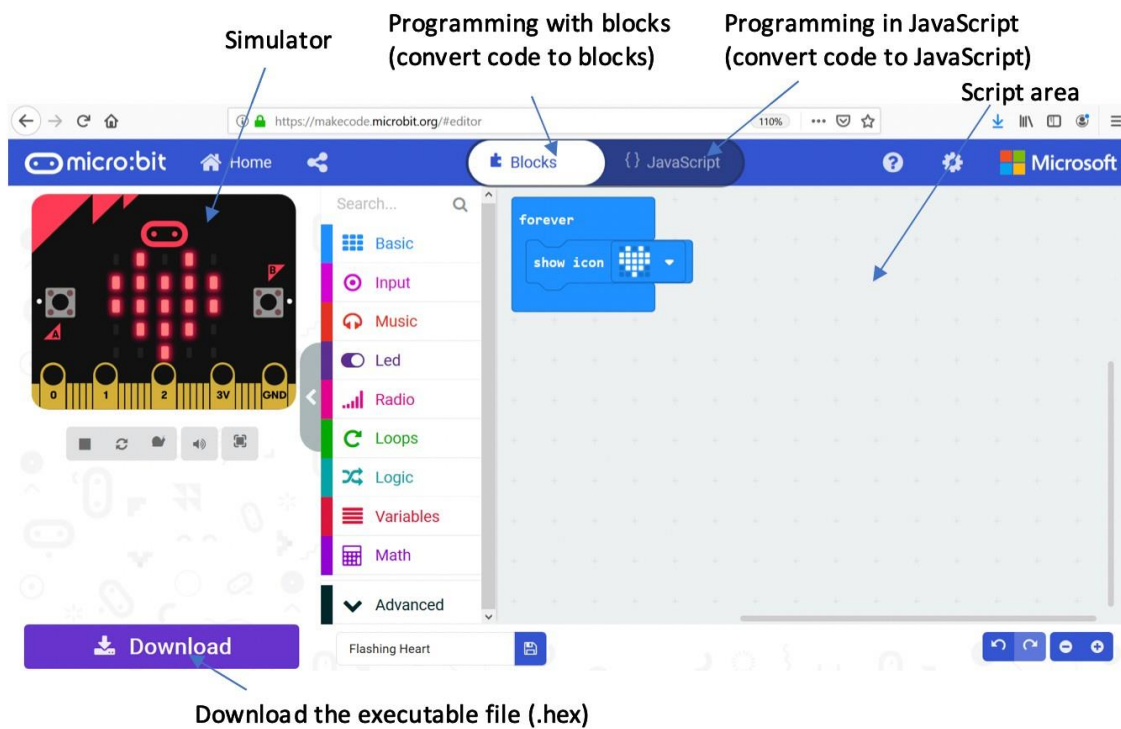 Simulator
Programming with blocks
(convert code to blocks)
Programming in JavaScript
(convert code to JavaScript)
Script area
https://makecode.microbit.org/#editor
110%
micro:bit
Home
Blocks
{} JavaScript
?
Microsoft
Search...
Basic
Input
Music
Led
Radio
Loops
Logic
Variables
Math
Advanced
forever
show icon
A
B
0 1 2 3V GND
Download
Flashing Heart
Download the executable file (.hex)